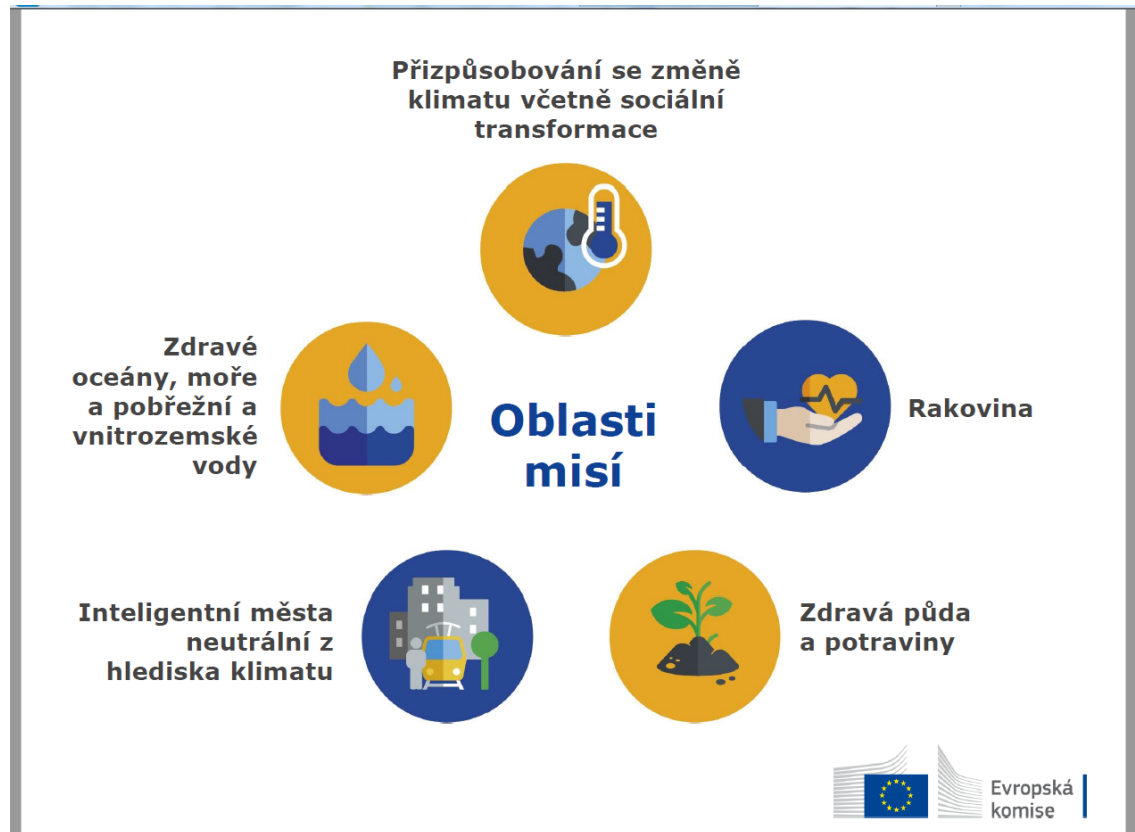 Přizpůsobování se změně
klimatu včetně sociální
transformace
Zdravé
oceány, moře
a pobřežní a
vnitrozemské
vody
Oblasti
misí
Rakovina
Inteligentní města
neutrální z
hlediska klimatu
Zdravá půda
a potraviny
Evropská
komise